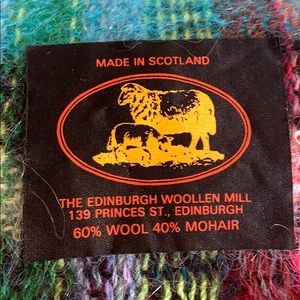 MADE IN SCOTLAND
THE EDINBURGH WOOLLEN MILL
139 PRINCES ST., EDINBURGH
60% WOOL 40% MOHAIR